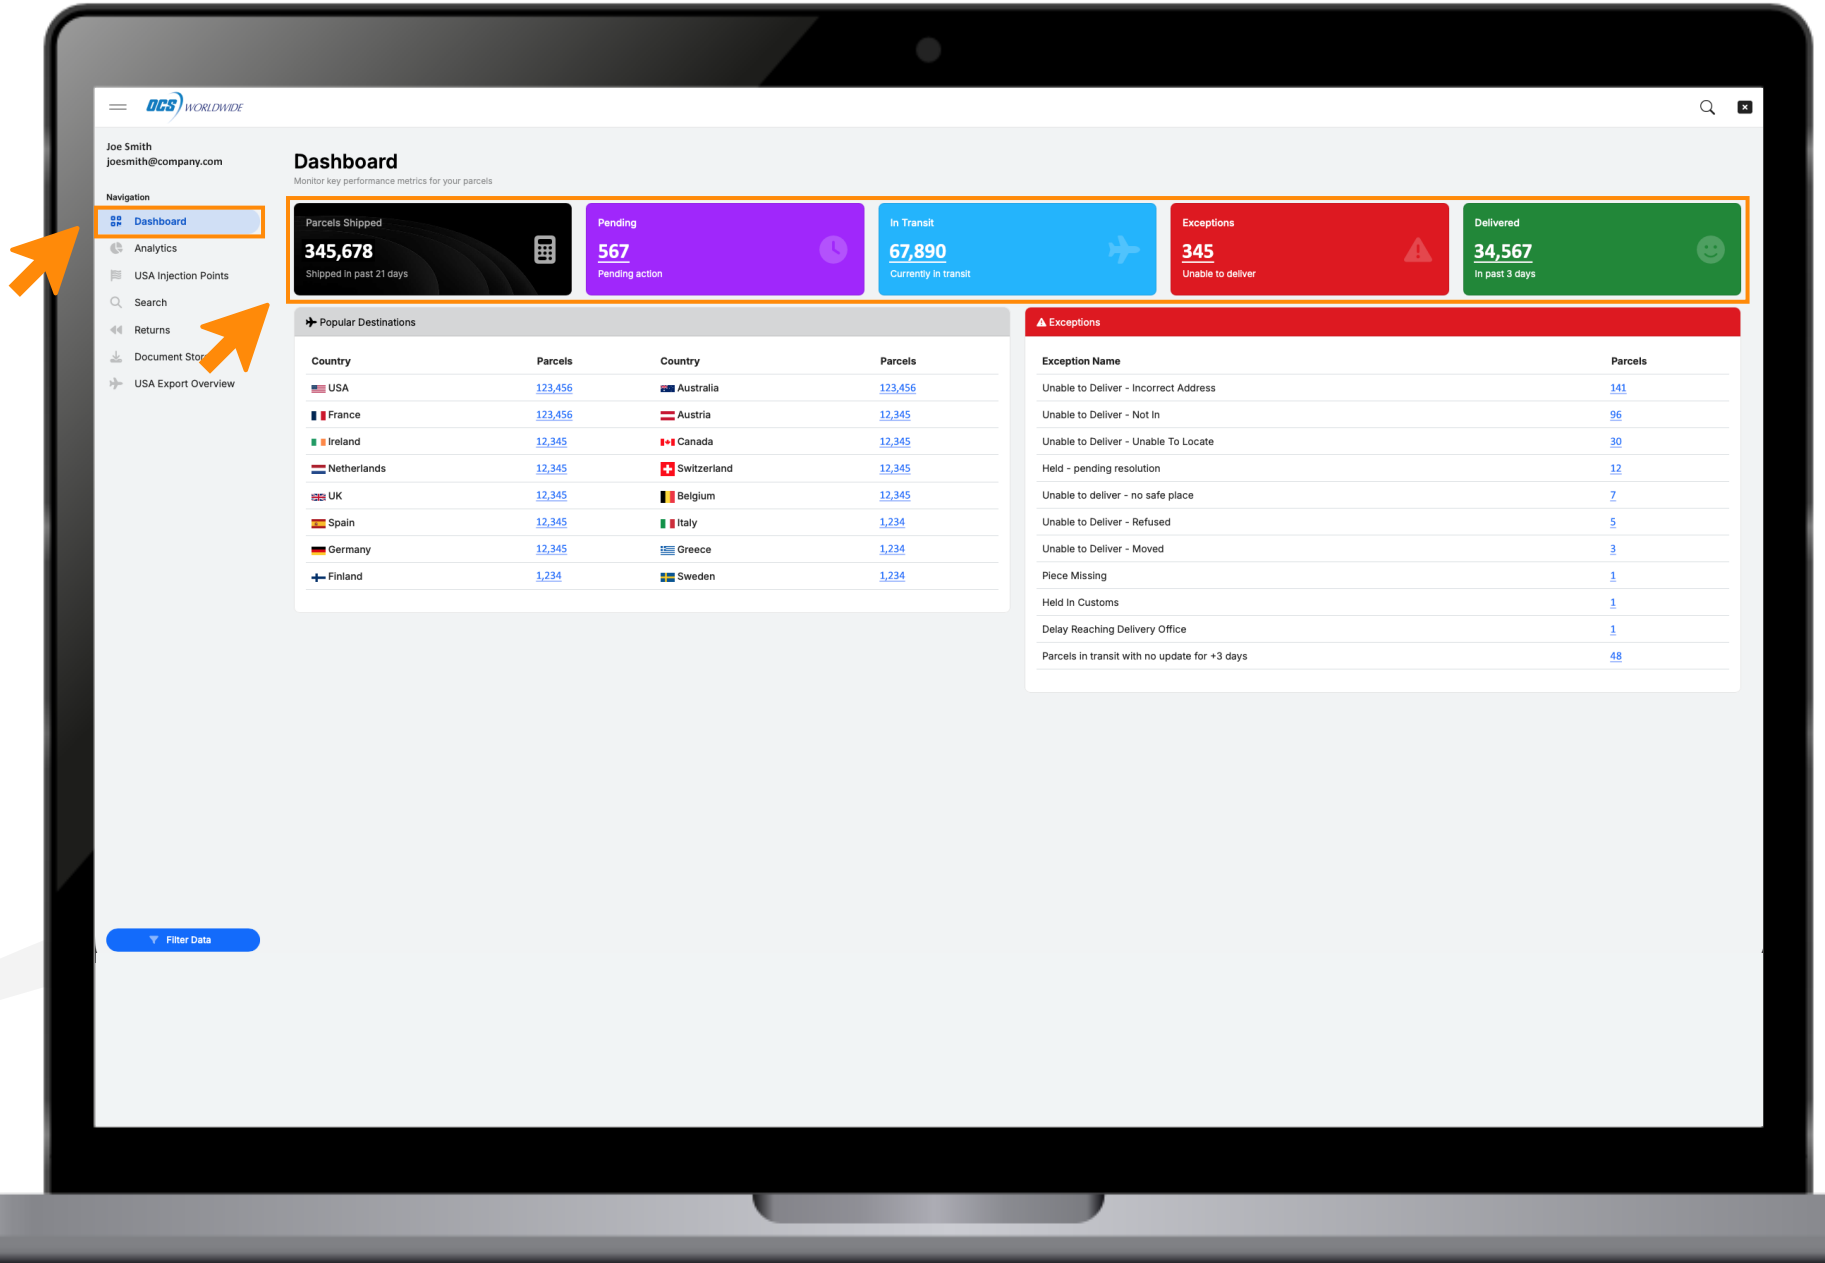 OCS WORLDWIDE
Joe Smith
joesmith@company.com
Navigation
Dashboard
Analytics
USA Injection Points
Search
Returns
Document Stor
USA Export Overview
Filter Data
Dashboard
Monitor key performance metrics for your parcels
Parcels Shipped
345,678
Shipped in past 21 days
Pending
567
Pending action
In Transit
67,890
Currently in transit
Exceptions
345
Unable to deliver
Delivered
34,567
In past 3 days
Popular Destinations
Country Parcels Country Parcels
USA 123,456 Australia 123,456
France 123,456 Austria 12,345
Ireland 12,345 Canada 12,345
Netherlands 12,345 Switzerland 12,345
UK 12,345 Belgium 12,345
Spain 12,345 Italy 1,234
Germany 12,345 Greece 1,234
Finland 1,234 Sweden 1,234
Exceptions
Exception Name Parcels
Unable to Deliver - Incorrect Address 141
Unable to Deliver - Not In 96
Unable to Deliver - Unable To Locate 30
Held - pending resolution 12
Unable to deliver - no safe place 7
Unable to Deliver - Refused 5
Unable to Deliver - Moved 3
Piece Missing 1
Held In Customs 1
Delay Reaching Delivery Office 1
Parcels in transit with no update for +3 days 48